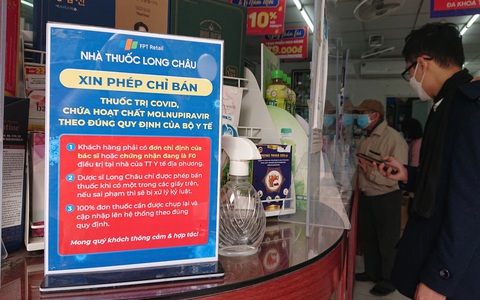 FPT Retail
NHÀ THUỐC LONG CHÂU
XIN PHÉP CHỈ BÁN
THUỐC TRỊ COVID,
CHỨA HOẠT CHẤT MOLNUPIRAVIR
THEO ĐÚNG QUY ĐỊNH CỦA BỘ Y TẾ
1 Khách hàng phải có đơn chỉ định của
bác sĩ hoặc chứng nhận đang là F0
điều trị tại nhà của TT Y tế địa phương.
2 Dược sĩ Long Châu chỉ được phép bán
thuốc khi có một trong các giấy trên,
nếu sai phạm thì sẽ bị xử lý kỷ luật.
3 100% đơn thuốc cần được chụp lại và
cập nhập lên hệ thống theo đúng
quy định.
Mong quý khách thông cảm & hợp tác!
10%